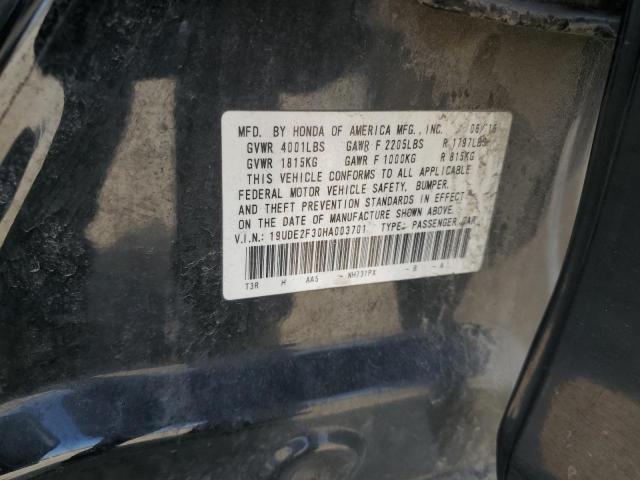 MFD. BY HONDA OF AMERICA MFG., INC. 06/16
GVWR 4001LBS GAWR F 2205LBS R 1797LBS
GVWR 1815KG GAWR F 1000KG R 815KG
THIS VEHICLE CONFORMS TO ALL APPLICABLE
FEDERAL MOTOR VEHICLE SAFETY, BUMPER,
AND THEFT PREVENTION STANDARDS IN EFFECT
ON THE DATE OF MANUFACTURE SHOWN ABOVE.
V.I.N.: 19UDE2F30HA003701 TYPE: PASSENGER CAR
T3R H AA5 - NH731PX - B - A